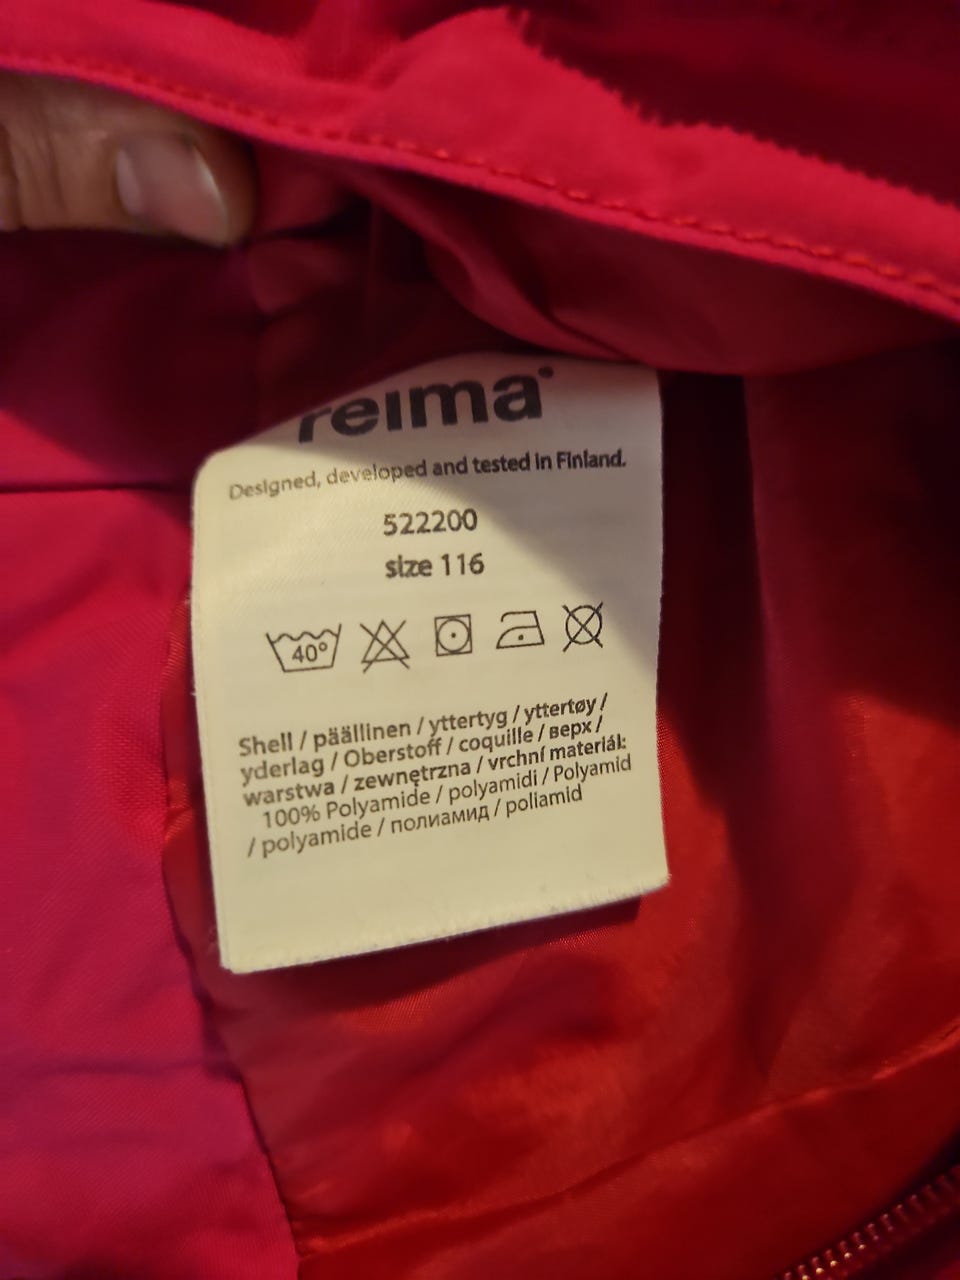 reima
Designed, developed and tested in Finland.
522200
size 116
40°
Shell / päällinen / yttertyg / yttertøy /
yderlag / Oberstoff / coquille / верх /
warstwa / zewnętrzna / vrchní materiál:
100% Polyamide / polyamidi / Polyamid
/ polyamide / полиамид / poliamid